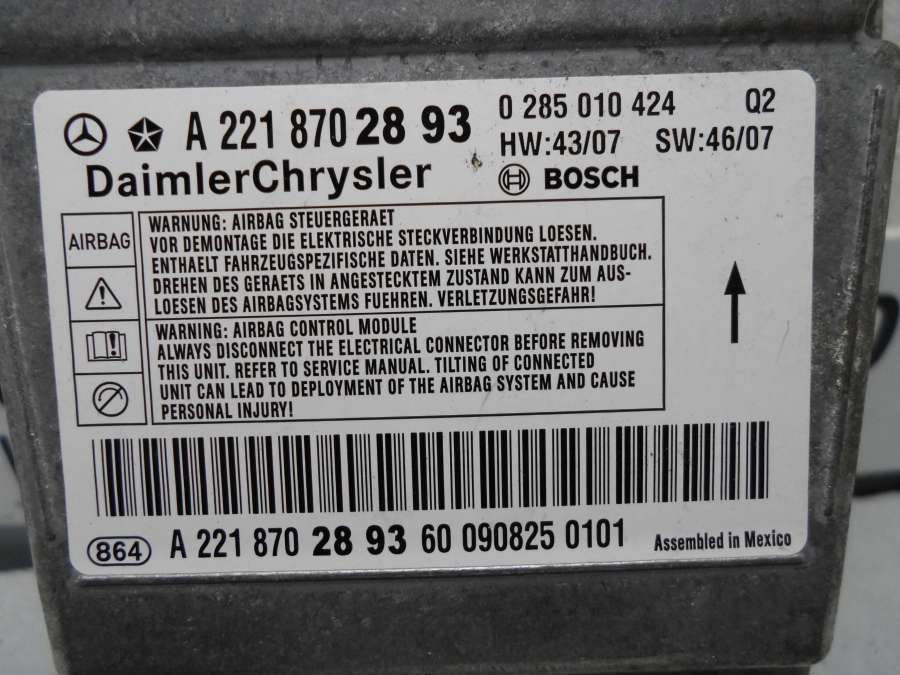 A 221 870 28 93 0 285 010 424 Q2
HW:43/07 SW:46/07
DaimlerChrysler BOSCH
AIRBAG
WARNUNG: AIRBAG STEUERGERAET
VOR DEMONTAGE DIE ELEKTRISCHE STECKVERBINDUNG LOESEN.
ENTHAELT FAHRZEUGSPEZIFISCHE DATEN. SIEHE WERKSTATTHANDBUCH.
DREHEN DES GERAETS IN ANGESTECKTEM ZUSTAND KANN ZUM AUS-
LOESEN DES AIRBAGSYSTEMS FUEHREN. VERLETZUNGSGEFAHR!
WARNING: AIRBAG CONTROL MODULE
ALWAYS DISCONNECT THE ELECTRICAL CONNECTOR BEFORE REMOVING
THIS UNIT. REFER TO SERVICE MANUAL. TILTING OF CONNECTED
UNIT CAN LEAD TO DEPLOYMENT OF THE AIRBAG SYSTEM AND CAUSE
PERSONAL INJURY!
864 A 221 870 28 93 60 090825 0101 Assembled in Mexico